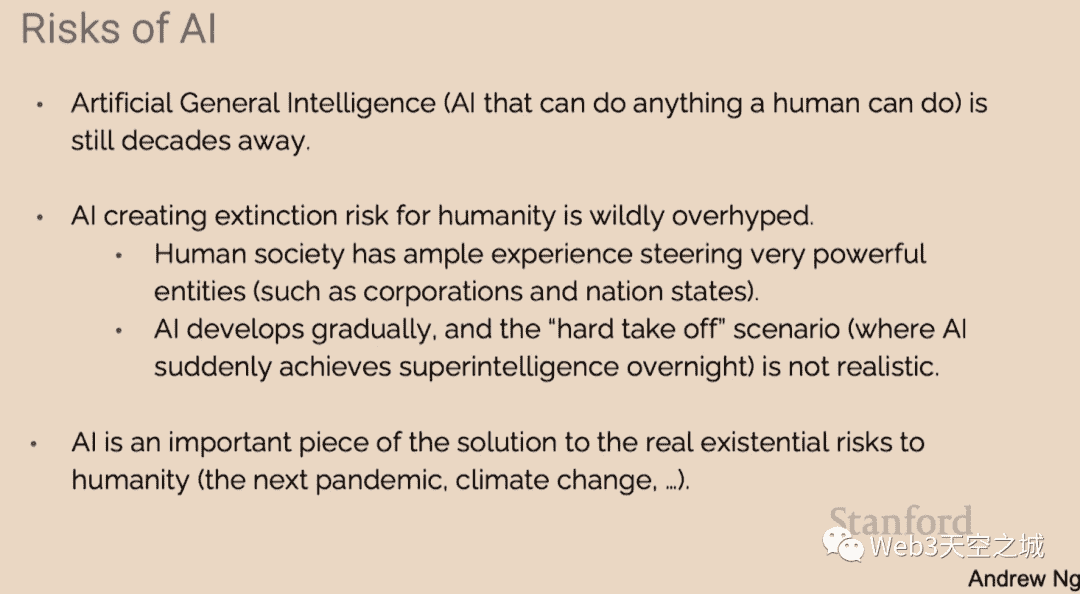 Risks of AI
• Artificial General Intelligence (AI that can do anything a human can do) is
still decades away.
• AI creating extinction risk for humanity is wildly overhyped.
• Human society has ample experience steering very powerful
entities (such as corporations and nation states).
• AI develops gradually, and the “hard take off” scenario (where AI
suddenly achieves superintelligence overnight) is not realistic.
• AI is an important piece of the solution to the real existential risks to
humanity (the next pandemic, climate change, …).
Stanford
Web3天空之城
Andrew Ng